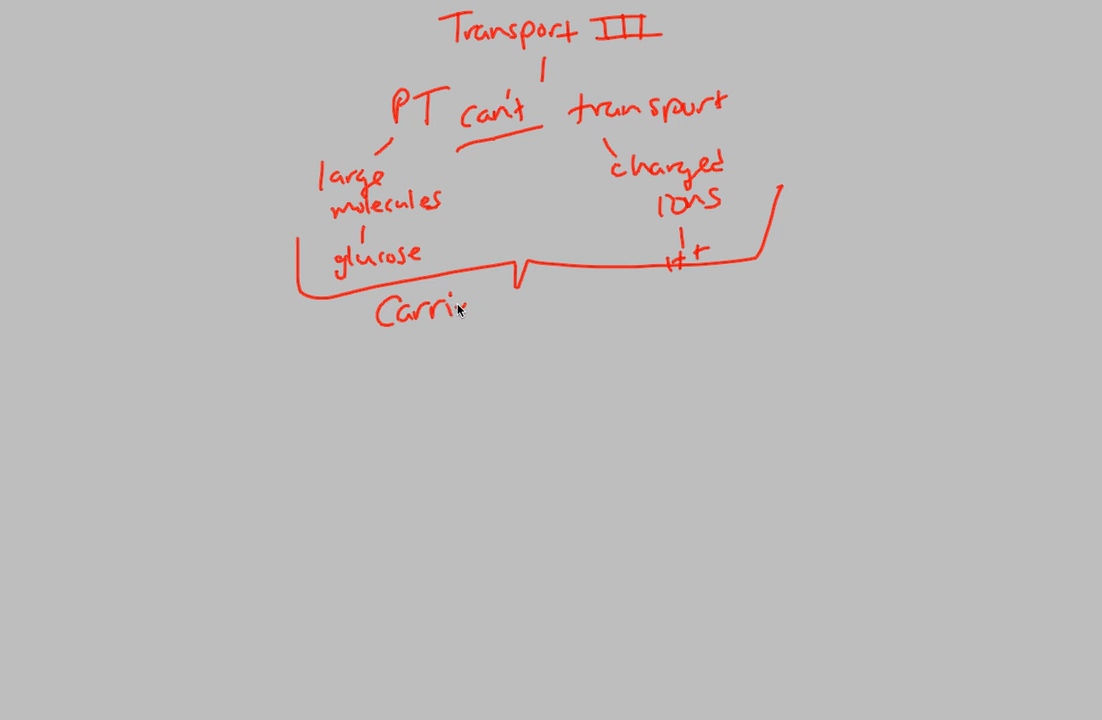 Transport III
PT can't transport
large
molecules
glucose
charged
ions
H+
Carri